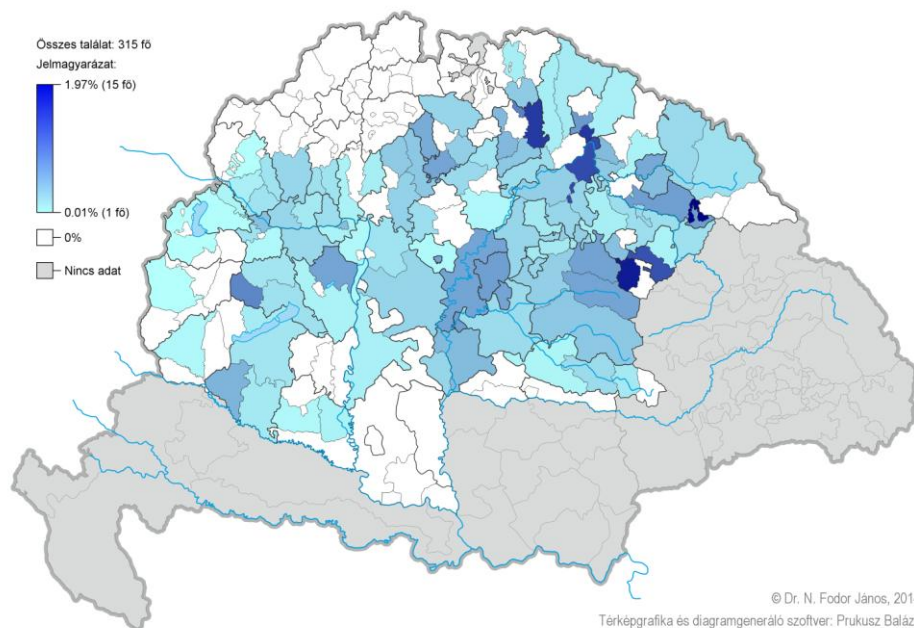 Összes találat: 315 fő
Jelmagyarázat:
1.97% (15 fő)
0.01% (1 fő)
0%
Nincs adat
© Dr. N. Fodor János, 201
Térképgrafika és diagramgeneráló szoftver: Prukusz Baláz